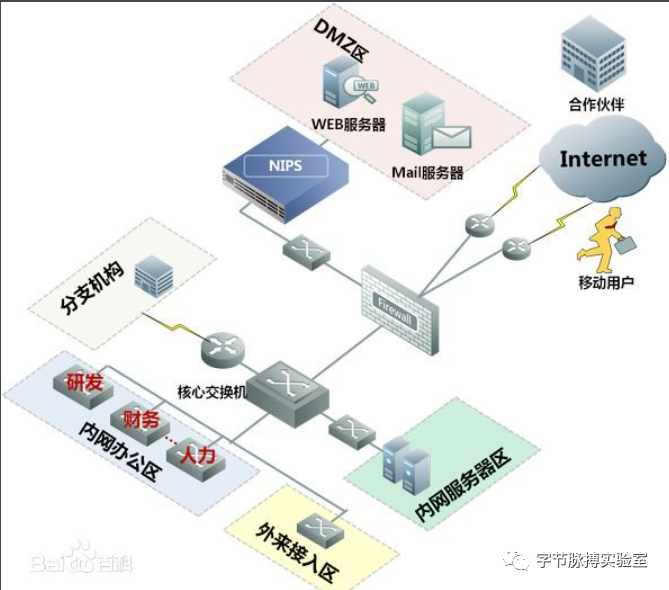 DMZ区
WEB
WEB服务器
Mail服务器
合作伙伴
Internet
NIPS
移动用户
分支机构
Firewall
核心交换机
研发
财务
人力
内网办公区
内网服务器区
外来接入区
Baidu百科
字节脉搏实验室